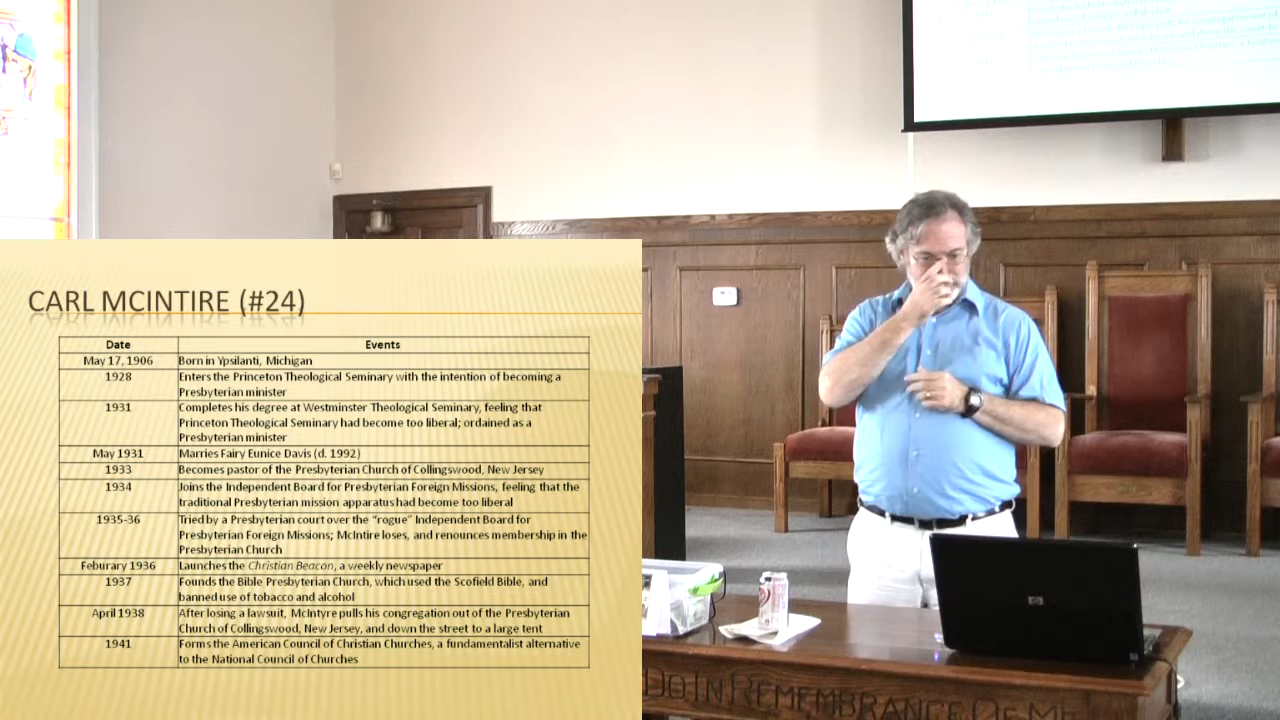 CARL MCINTIRE (#24)
Date Events
May 17, 1906 Born in Ypsilanti, Michigan
1928 Enters the Princeton Theological Seminary with the intention of becoming a
Presbyterian minister
1931 Completes his degree at Westminster Theological Seminary, feeling that
Princeton Theological Seminary had become too liberal; ordained as a
Presbyterian minister
May 1931 Marries Fairy Eunice Davis (d. 1992)
1933 Becomes pastor of the Presbyterian Church of Collingswood, New Jersey
1934 Joins the Independent Board for Presbyterian Foreign Missions, feeling that the
traditional Presbyterian mission apparatus had become too liberal
1935-36 Tried by a Presbyterian court over the "rogue" Independent Board for
Presbyterian Foreign Missions; McIntire loses, and renounces membership in the
Presbyterian Church
Feburary 1936 Launches the Christian Beacon, a weekly newspaper
1937 Founds the Bible Presbyterian Church, which used the Scofield Bible, and
banned use of tobacco and alcohol
April 1938 After losing a lawsuit, McIntyre pulls his congregation out of the Presbyterian
Church of Collingswood, New Jersey, and down the street to a large tent
1941 Forms the American Council of Christian Churches, a fundamentalist alternative
to the National Council of Churches
hp
DO IN REMEMBRANCE OF ME